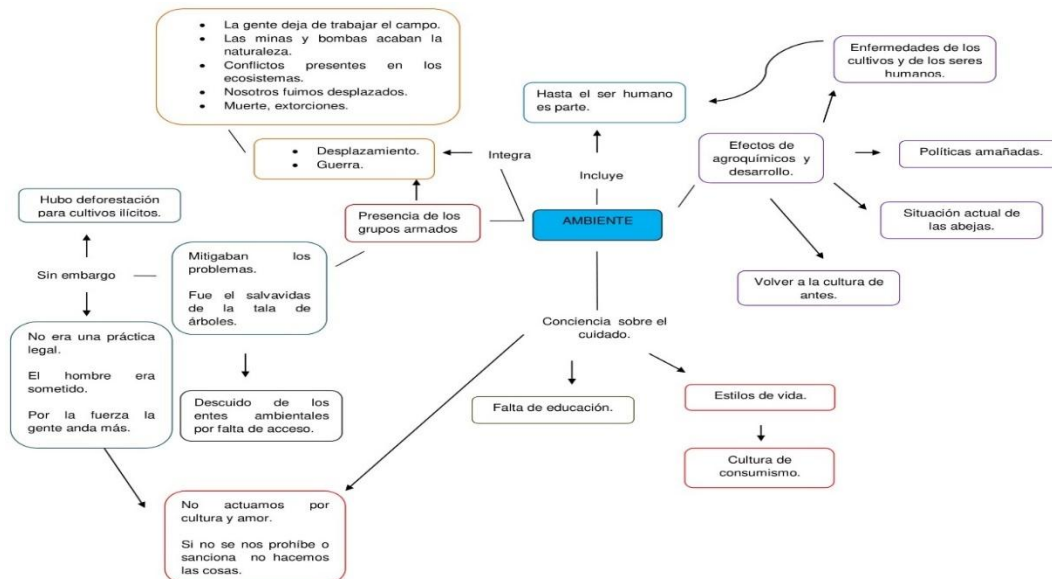 La gente deja de trabajar el campo.
Las minas y bombas acaban la
naturaleza.
Conflictos presentes en los
ecosistemas.
Nosotros fuimos desplazados.
Muerte, extorciones.
Desplazamiento.
Guerra.
Integra
Hasta el ser humano
es parte.
Incluye
Enfermedades de los
cultivos y de los seres
humanos.
Efectos de
agroquímicos y
desarrollo.
Políticas amañadas.
Situación actual de
las abejas.
Volver a la cultura de
antes.
AMBIENTE
Presencia de los
grupos armados
Hubo deforestación
para cultivos ilícitos.
Sin embargo
Mitigaban los
problemas.
Fue el salvavidas
de la tala de
árboles.
No era una práctica
legal.
El hombre era
sometido.
Por la fuerza la
gente anda más.
Descuido de los
entes ambientales
por falta de acceso.
Conciencia sobre el
cuidado.
Falta de educación.
Estilos de vida.
Cultura de
consumismo.
No actuamos por
cultura y amor.
Si no se nos prohíbe o
sanciona no hacemos
las cosas.